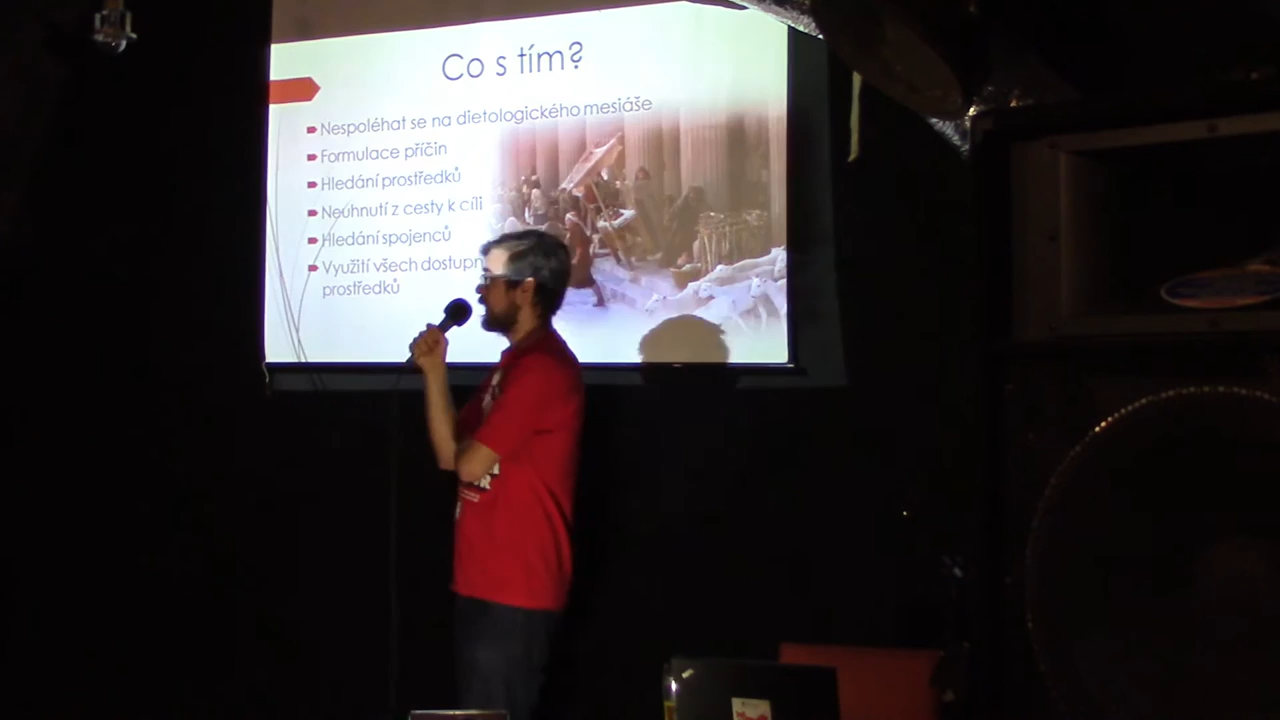 Co s tím?
Nespoléhat se na dietologického mesiáše
Formulace příčin
Hledání prostředků
Neuhnutí z cesty k cíli
Hledání spojenců
Využití všech dostupn
prostředků